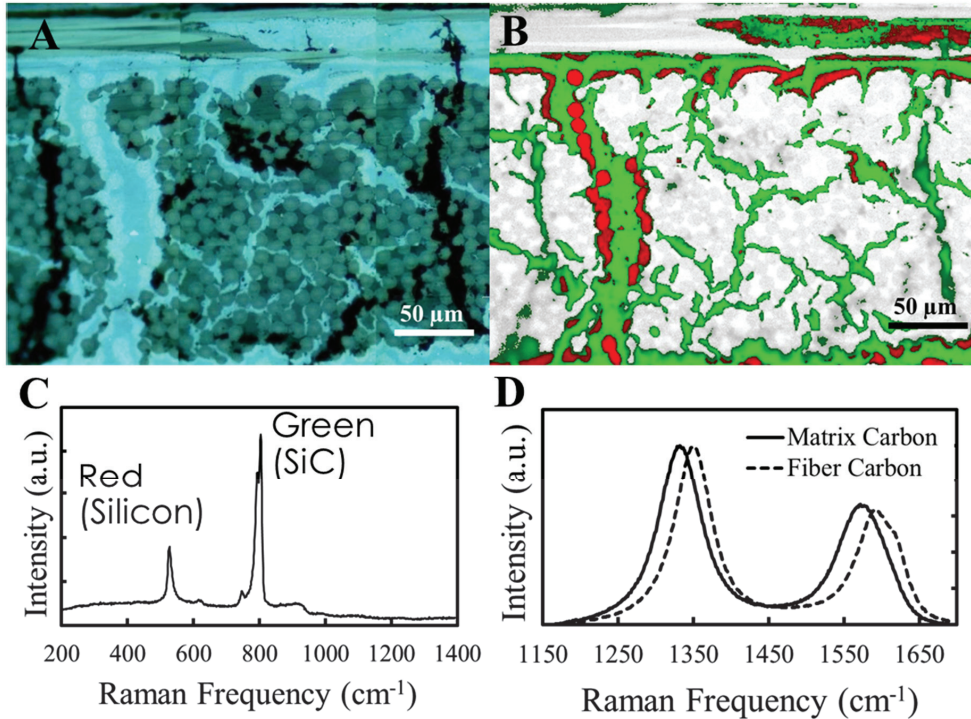 A
B
50 µm
50 µm
C
D
Green
(SiC)
Red
(Silicon)
Matrix Carbon
Fiber Carbon
Intensity (a.u.)
Intensity (a.u.)
200 400 600 800 1000 1200 1400
1150 1250 1350 1450 1550 1650
Raman Frequency (cm-1)
Raman Frequency (cm-1)